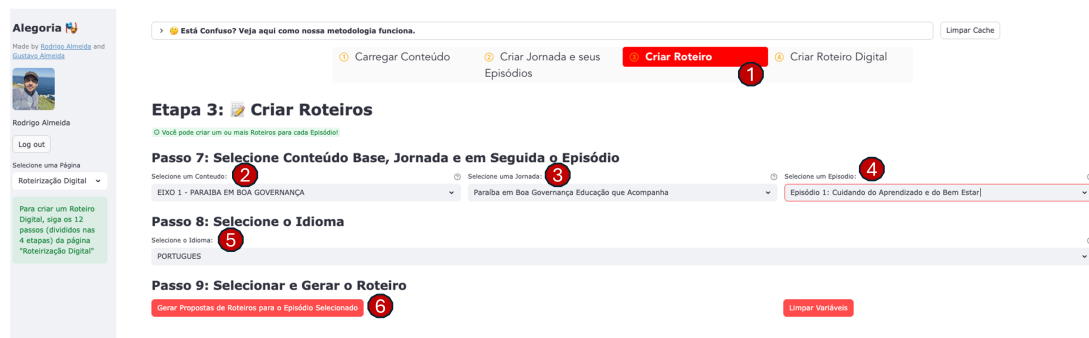 Alegoria
Made by Rodrigo Almeida and
Gustavo Almeida
Rodrigo Almeida
Log out
Selecione uma Página
Roteirização Digital
Para criar um Roteiro
Digital, siga os 12
passos (divididos nas
4 etapas) da página
"Roteirização Digital"
> Está Confuso? Veja aqui como nossa metodologia funciona.
Limpar Cache
1 Carregar Conteúdo
2 Criar Jornada e seus
Episódios
3 Criar Roteiro
1
4 Criar Roteiro Digital
Etapa 3: Criar Roteiros
Você pode criar um ou mais Roteiros para cada Episódio!
Passo 7: Selecione Conteúdo Base, Jornada e em Seguida o Episódio
Selecione um Conteudo:
2
Selecione uma Jornada:
3
Selecione um Episodio:
4
EIXO 1 - PARAIBA EM BOA GOVERNANÇA
Paraíba em Boa Governança Educação que Acompanha
Episódio 1: Cuidando do Aprendizado e do Bem Estar
Passo 8: Selecione o Idioma
Selecione o Idioma:
5
PORTUGUES
Passo 9: Selecionar e Gerar o Roteiro
Gerar Propostas de Roteiros para o Episódio Selecionado
6
Limpar Variáveis